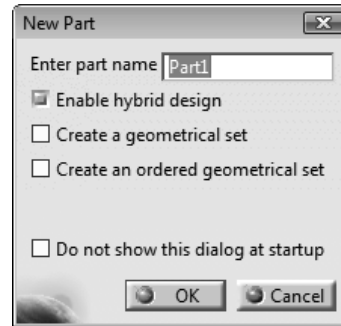 New Part
Enter part name Part1
Enable hybrid design
Create a geometrical set
Create an ordered geometrical set
Do not show this dialog at startup
OK Cancel